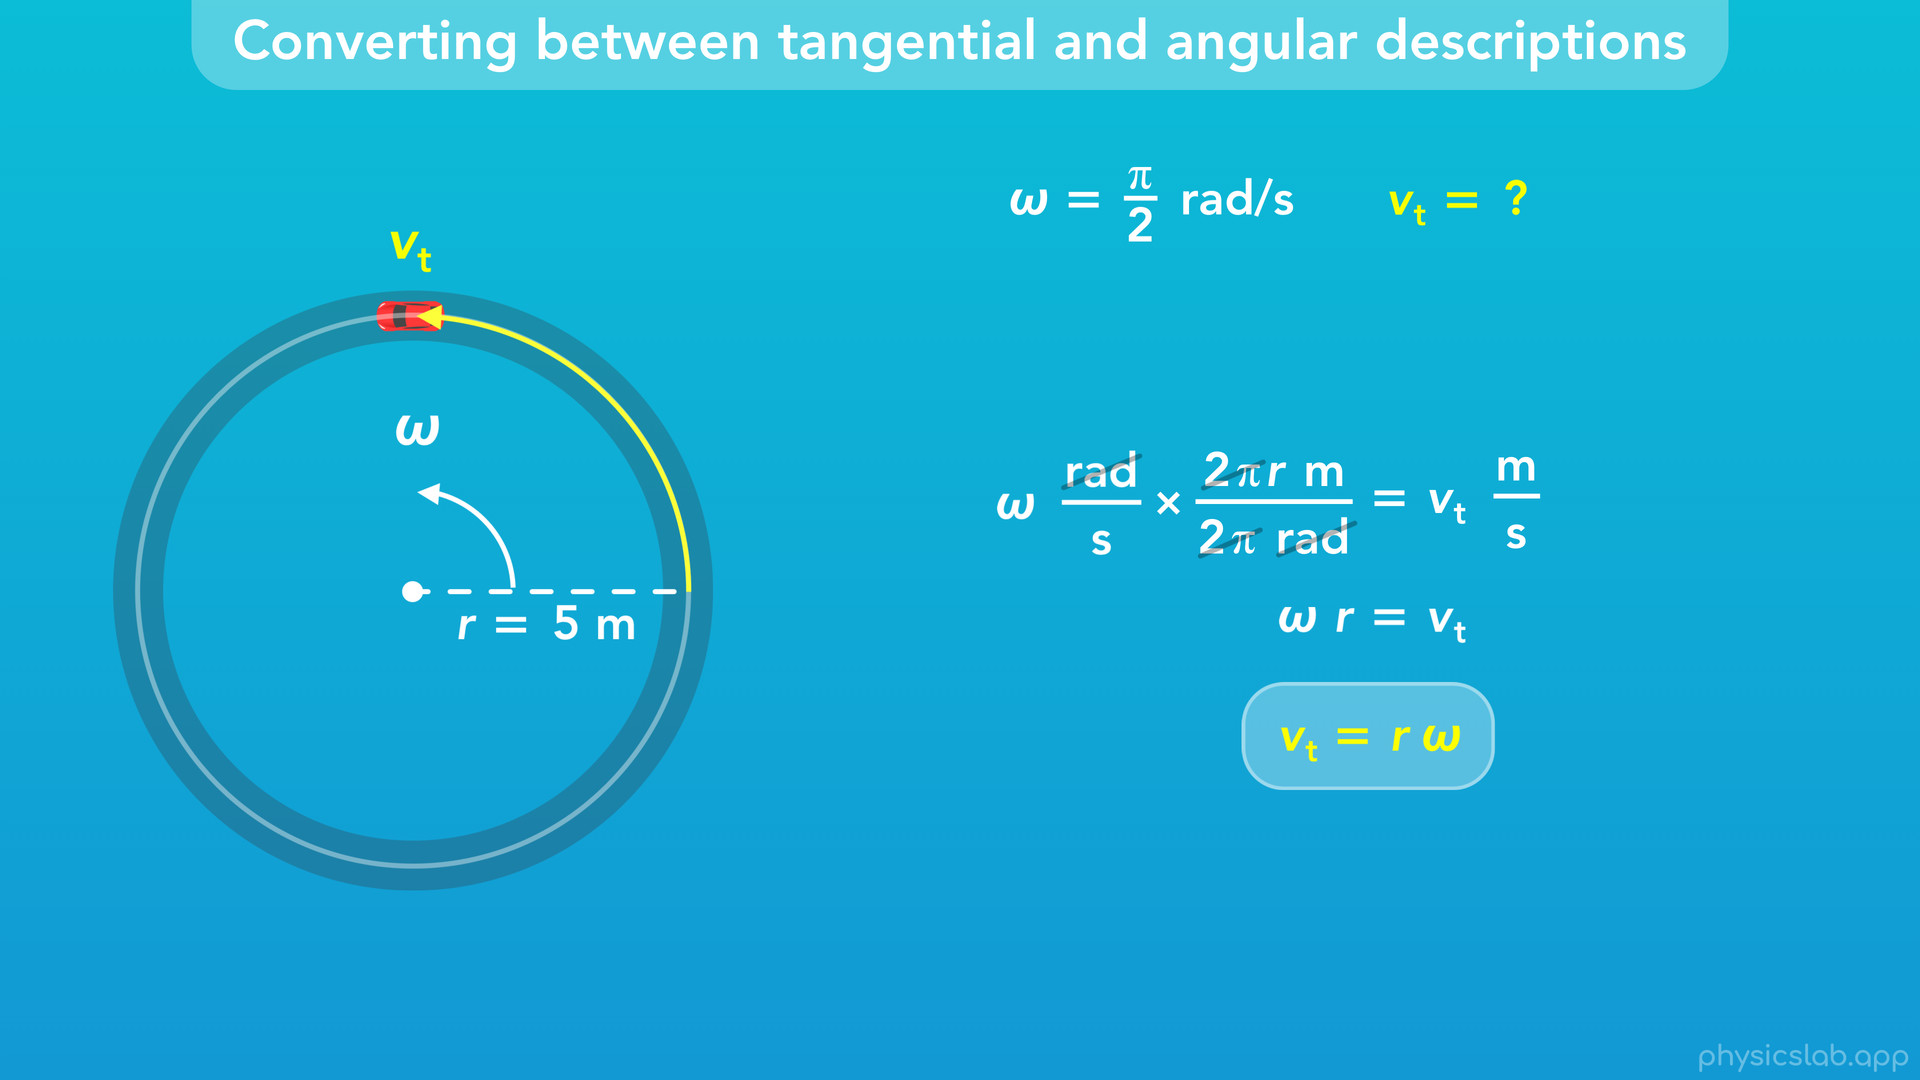 Converting between tangential and angular descriptions
ω = π/2 rad/s
vₜ = ?
vₜ
ω
r = 5 m
ω rad/s × 2πr m/2π rad = vₜ m/s
ω r = vₜ
vₜ = r ω
physicslab.app